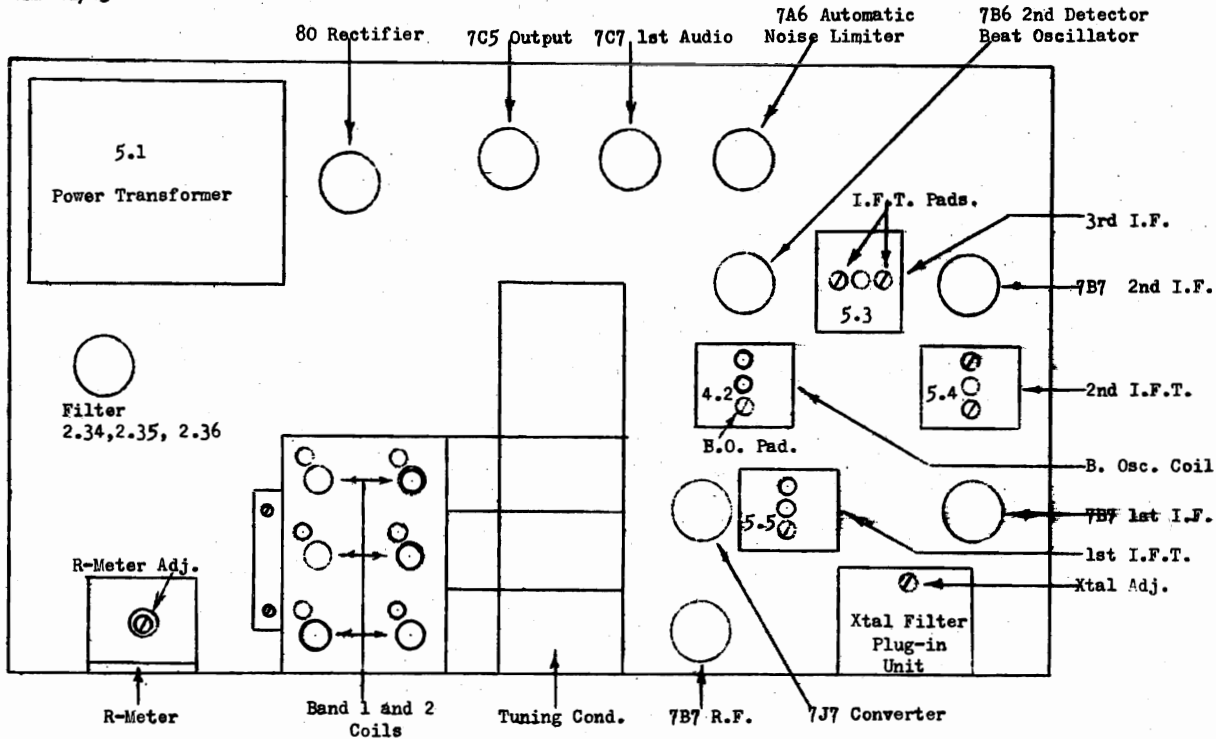 80 Rectifier
7C5 Output
7C7 1st Audio
7A6 Automatic
Noise Limiter
7B6 2nd Detector
Beat Oscillator
5.1
Power Transformer
I.F.T. Pads.
3rd I.F.
5.3
7B7 2nd I.F.
Filter
2.34,2.35, 2.36
4.2
B.O. Pad.
5.4
2nd I.F.T.
B. Osc. Coil
5.5
7B7 1st I.F.
1st I.F.T.
R-Meter Adj.
Xtal Adj.
Xtal Filter
Plug-in
Unit
R-Meter
Band 1 and 2
Coils
Tuning Cond.
7B7 R.F.
7J7 Converter